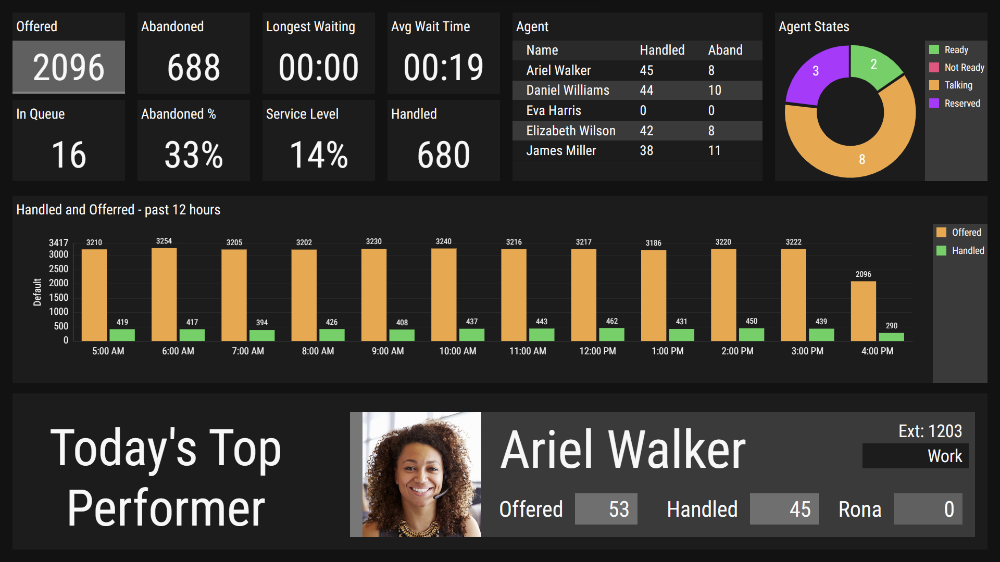 Offered
2096
Abandoned
688
Longest Waiting
00:00
Avg Wait Time
00:19
In Queue
16
Abandoned %
33%
Service Level
14%
Handled
680
Agent
Name Handled Aband
Ariel Walker 45 8
Daniel Williams 44 10
Eva Harris 0 0
Elizabeth Wilson 42 8
James Miller 38 11
Agent States
3
2
8
Ready
Not Ready
Talking
Reserved
Handled and Offerred - past 12 hours
Default
3417
3000
2500
2000
1500
1000
500
0
3210 3254 3205 3202 3230 3240 3216 3217 3186 3220 3222 2096
419 417 394 426 408 437 443 462 431 450 439 290
5:00 AM 6:00 AM 7:00 AM 8:00 AM 9:00 AM 10:00 AM 11:00 AM 12:00 PM 1:00 PM 2:00 PM 3:00 PM 4:00 PM
Offered
Handled
Today's Top
Performer
Ariel Walker
Ext: 1203
Work
Offered 53 Handled 45 Rona 0